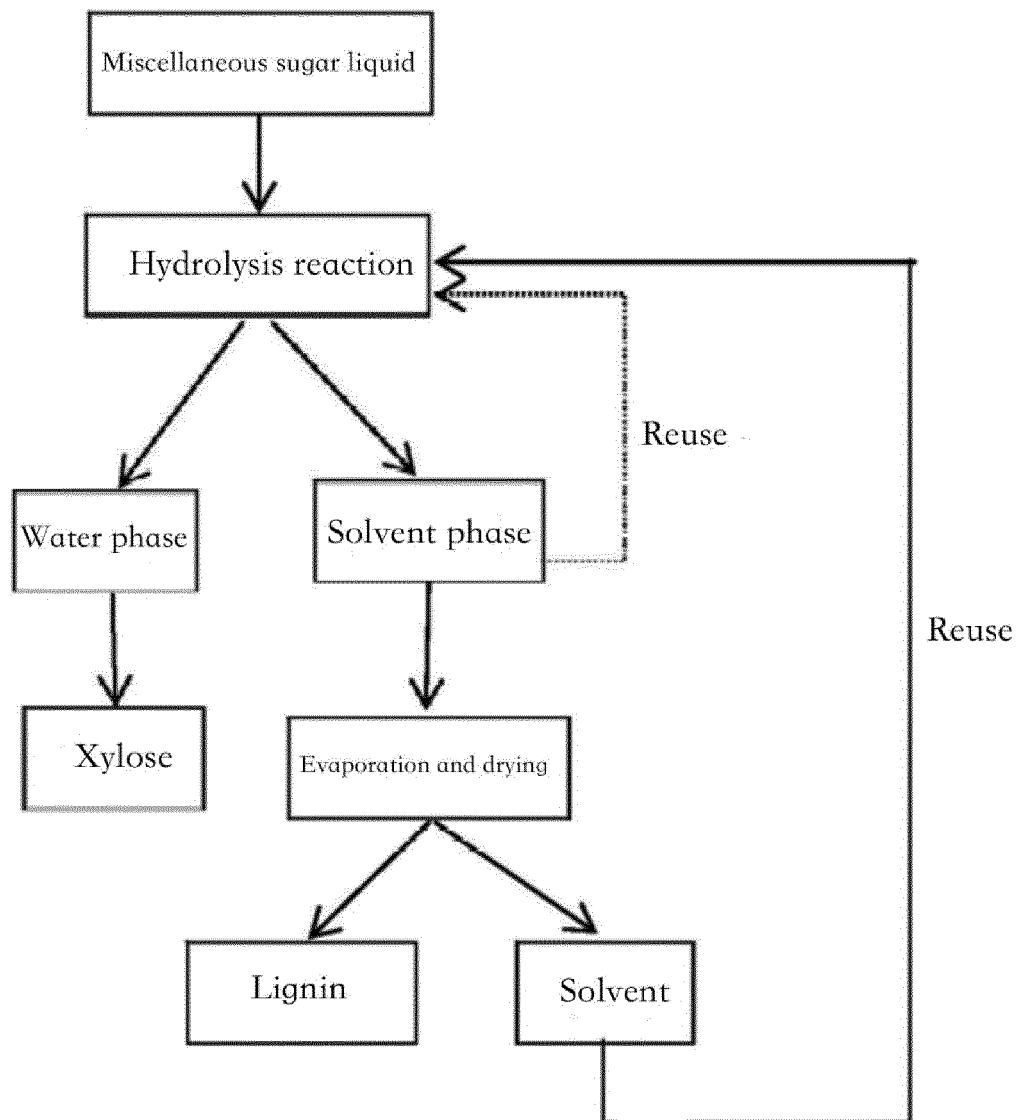 Miscellaneous sugar liquid
Hydrolysis reaction
Reuse
Water phase
Solvent phase
Reuse
Xylose
Evaporation and drying
Lignin
Solvent